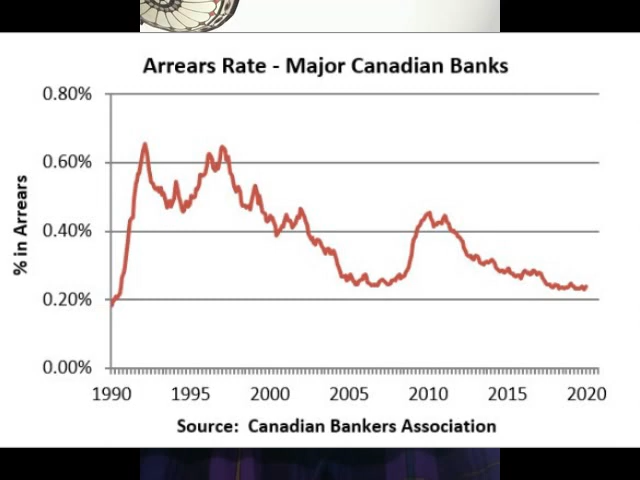 Arrears Rate - Major Canadian Banks
0.80%
0.60%
0.40%
0.20%
0.00%
% in Arrears
1990 1995 2000 2005 2010 2015 2020
Source: Canadian Bankers Association